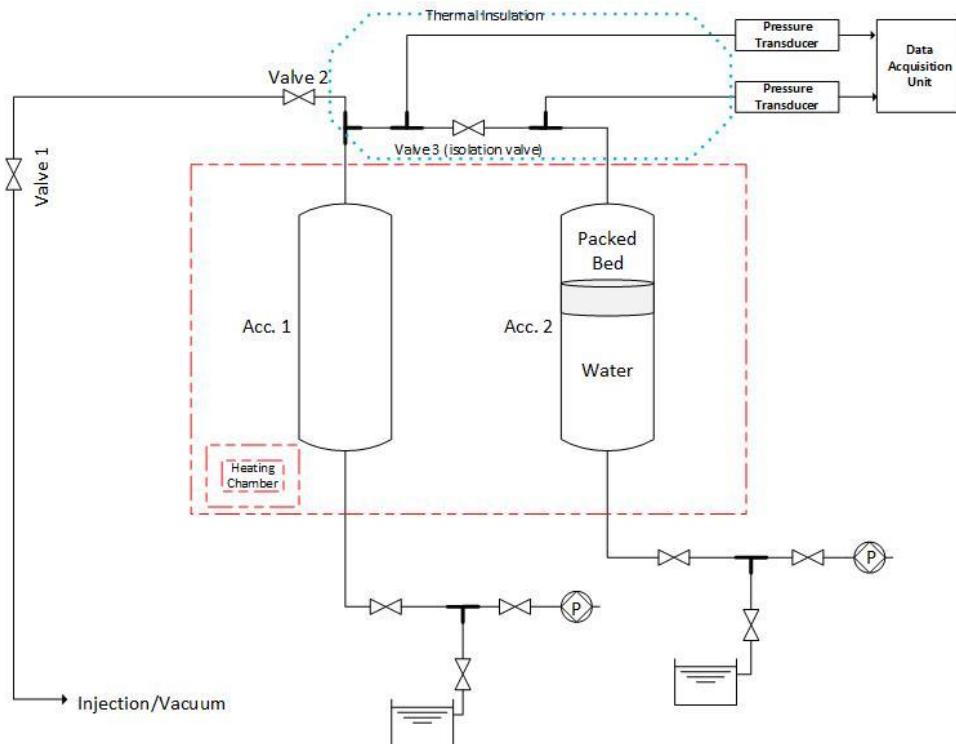 Thermal Insulation
Pressure
Transducer
Data
Acquisition
Unit
Valve 2
Pressure
Transducer
Valve 3 (isolation valve)
Valve 1
Packed
Bed
Acc. 1
Acc. 2
Water
Heating
Chamber
P
P
Injection/Vacuum